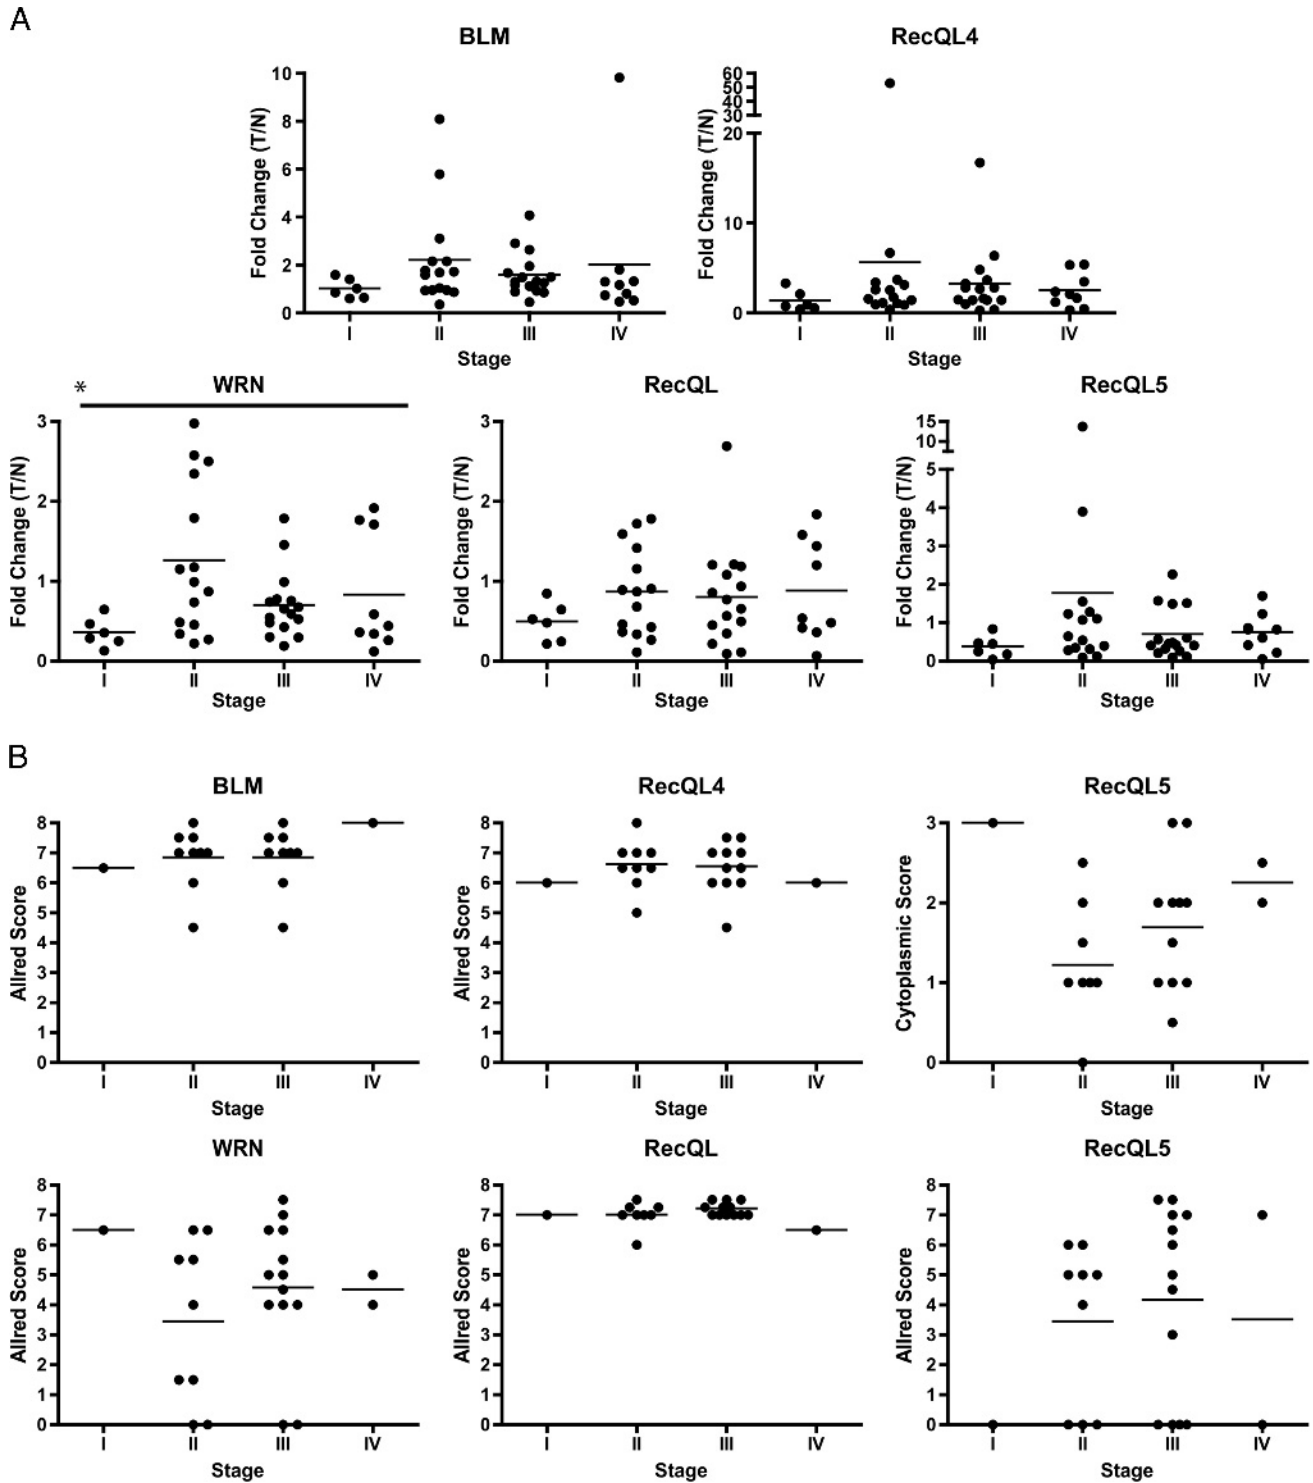 A
BLM
Fold Change (T/N)
10
8
6
4
2
0
I II III IV
Stage
RecQL4
Fold Change (T/N)
60
50
40
30
20
10
0
I II III IV
Stage
*
WRN
Fold Change (T/N)
3
2
1
0
I II III IV
Stage
RecQL
Fold Change (T/N)
3
2
1
0
I II III IV
Stage
RecQL5
Fold Change (T/N)
15
10
5
4
3
2
1
0
I II III IV
Stage
B
BLM
Allred Score
8
7
6
5
4
3
2
1
0
I II III IV
Stage
RecQL4
Allred Score
8
7
6
5
4
3
2
1
0
I II III IV
Stage
RecQL5
Cytoplasmic Score
3
2
1
0
I II III IV
Stage
WRN
Allred Score
8
7
6
5
4
3
2
1
0
I II III IV
Stage
RecQL
Allred Score
8
7
6
5
4
3
2
1
0
I II III IV
Stage
RecQL5
Allred Score
8
7
6
5
4
3
2
1
0
I II III IV
Stage